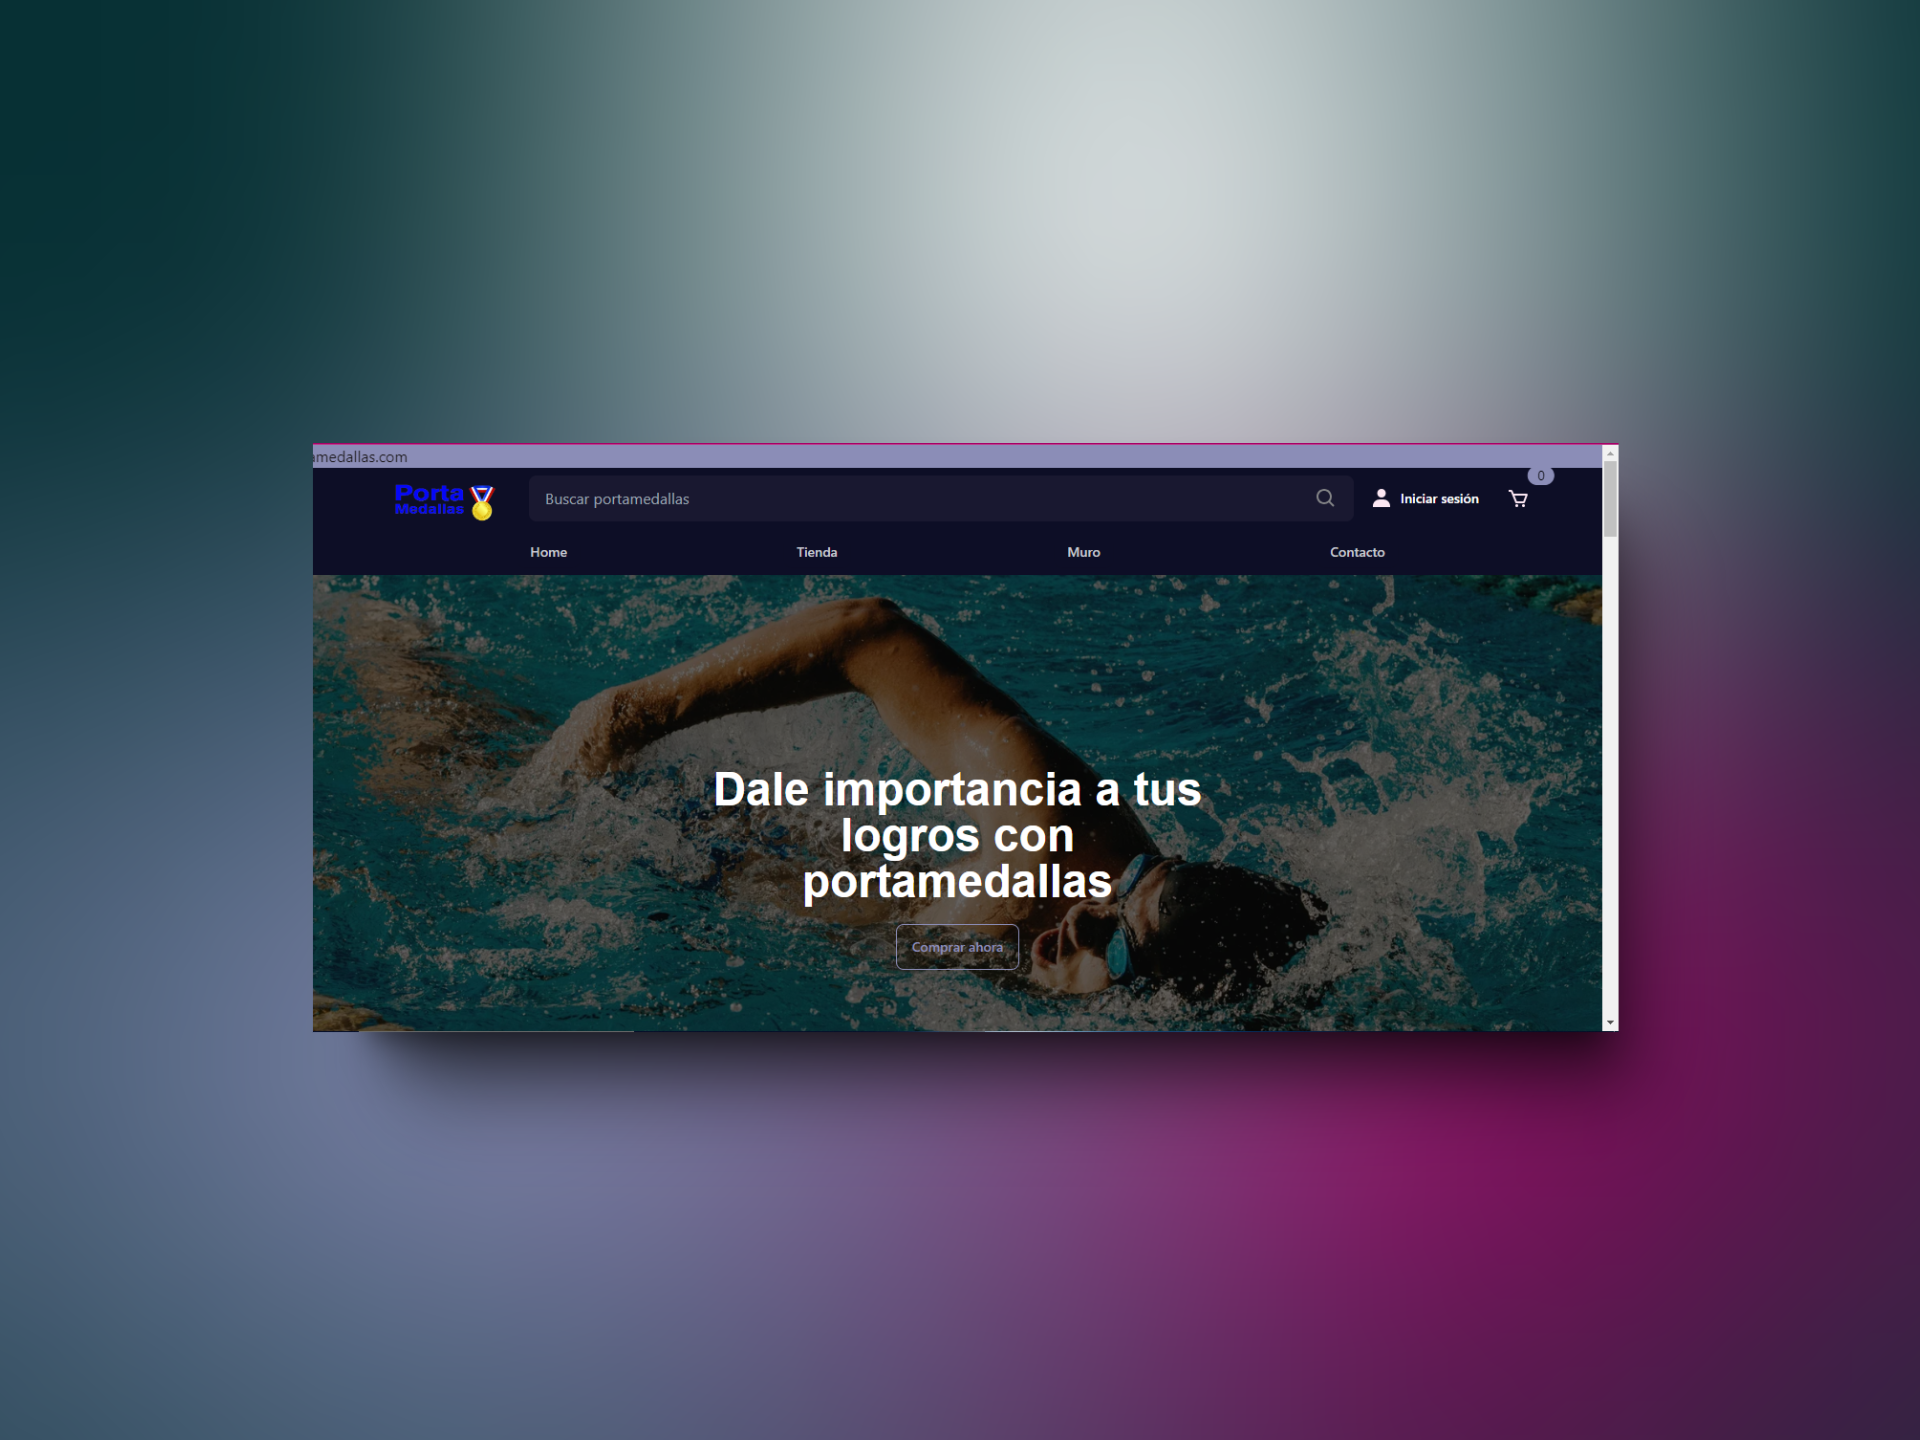 amedallas.com
0
Porta
Medallas
Buscar portamedallas
Iniciar sesión
Home
Tienda
Muro
Contacto
Dale importancia a tus
logros con
portamedallas
Comprar ahora